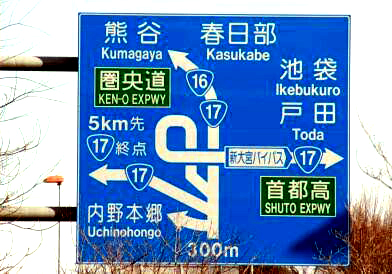 熊谷
Kumagaya
春日部
Kasukabe
16
圏央道
KEN-O EXPWY
17
池袋
Ikebukuro
戸田
Toda
5km先
17 終点
新大宮バイパス
17
17
首都高
SHUTO EXPWY
内野本郷
Uchinohongo
300m